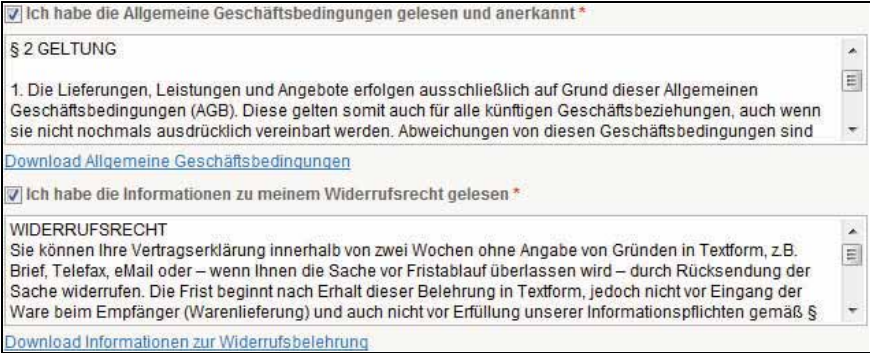 Ich habe die Allgemeine Geschäftsbedingungen gelesen und anerkannt *
§ 2 GELTUNG
1. Die Lieferungen, Leistungen und Angebote erfolgen ausschließlich auf Grund dieser Allgemeinen
Geschäftsbedingungen (AGB). Diese gelten somit auch für alle künftigen Geschäftsbeziehungen, auch wenn
sie nicht nochmals ausdrücklich vereinbart werden. Abweichungen von diesen Geschäftsbedingungen sind
Download Allgemeine Geschäftsbedingungen
Ich habe die Informationen zu meinem Widerrufsrecht gelesen *
WIDERRUFSRECHT
Sie können Ihre Vertragserklärung innerhalb von zwei Wochen ohne Angabe von Gründen in Textform, z.B.
Brief, Telefax, eMail oder – wenn Ihnen die Sache vor Fristablauf überlassen wird – durch Rücksendung der
Sache widerrufen. Die Frist beginnt nach Erhalt dieser Belehrung in Textform, jedoch nicht vor Eingang der
Ware beim Empfänger (Warenlieferung) und auch nicht vor Erfüllung unserer Informationspflichten gemäß §
Download Informationen zur Widerrufsbelehrung